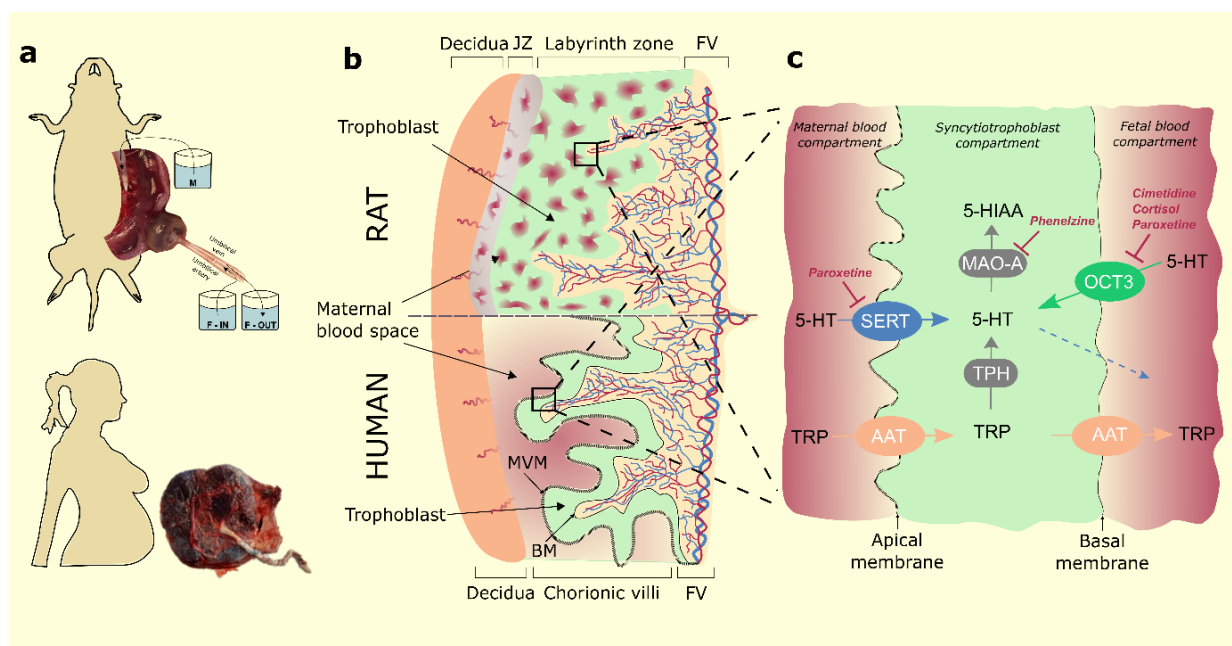 a
M
Umbilical
vein
Umbilical
artery
F - IN
F - OUT
b
Decidua JZ Labyrinth zone FV
Trophoblast
RAT
Maternal
blood space
HUMAN
MVM
Trophoblast
BM
Decidua Chorionic villi FV
c
Maternal blood
compartment
Syncytiotrophoblast
compartment
Fetal blood
compartment
Cimetidine
Cortisol
Paroxetine
5-HIAA
Phenelzine
MAO-A
5-HT
OCT3
Paroxetine
5-HT
SERT
5-HT
TPH
TRP
AAT
TRP
AAT
TRP
Apical
membrane
Basal
membrane